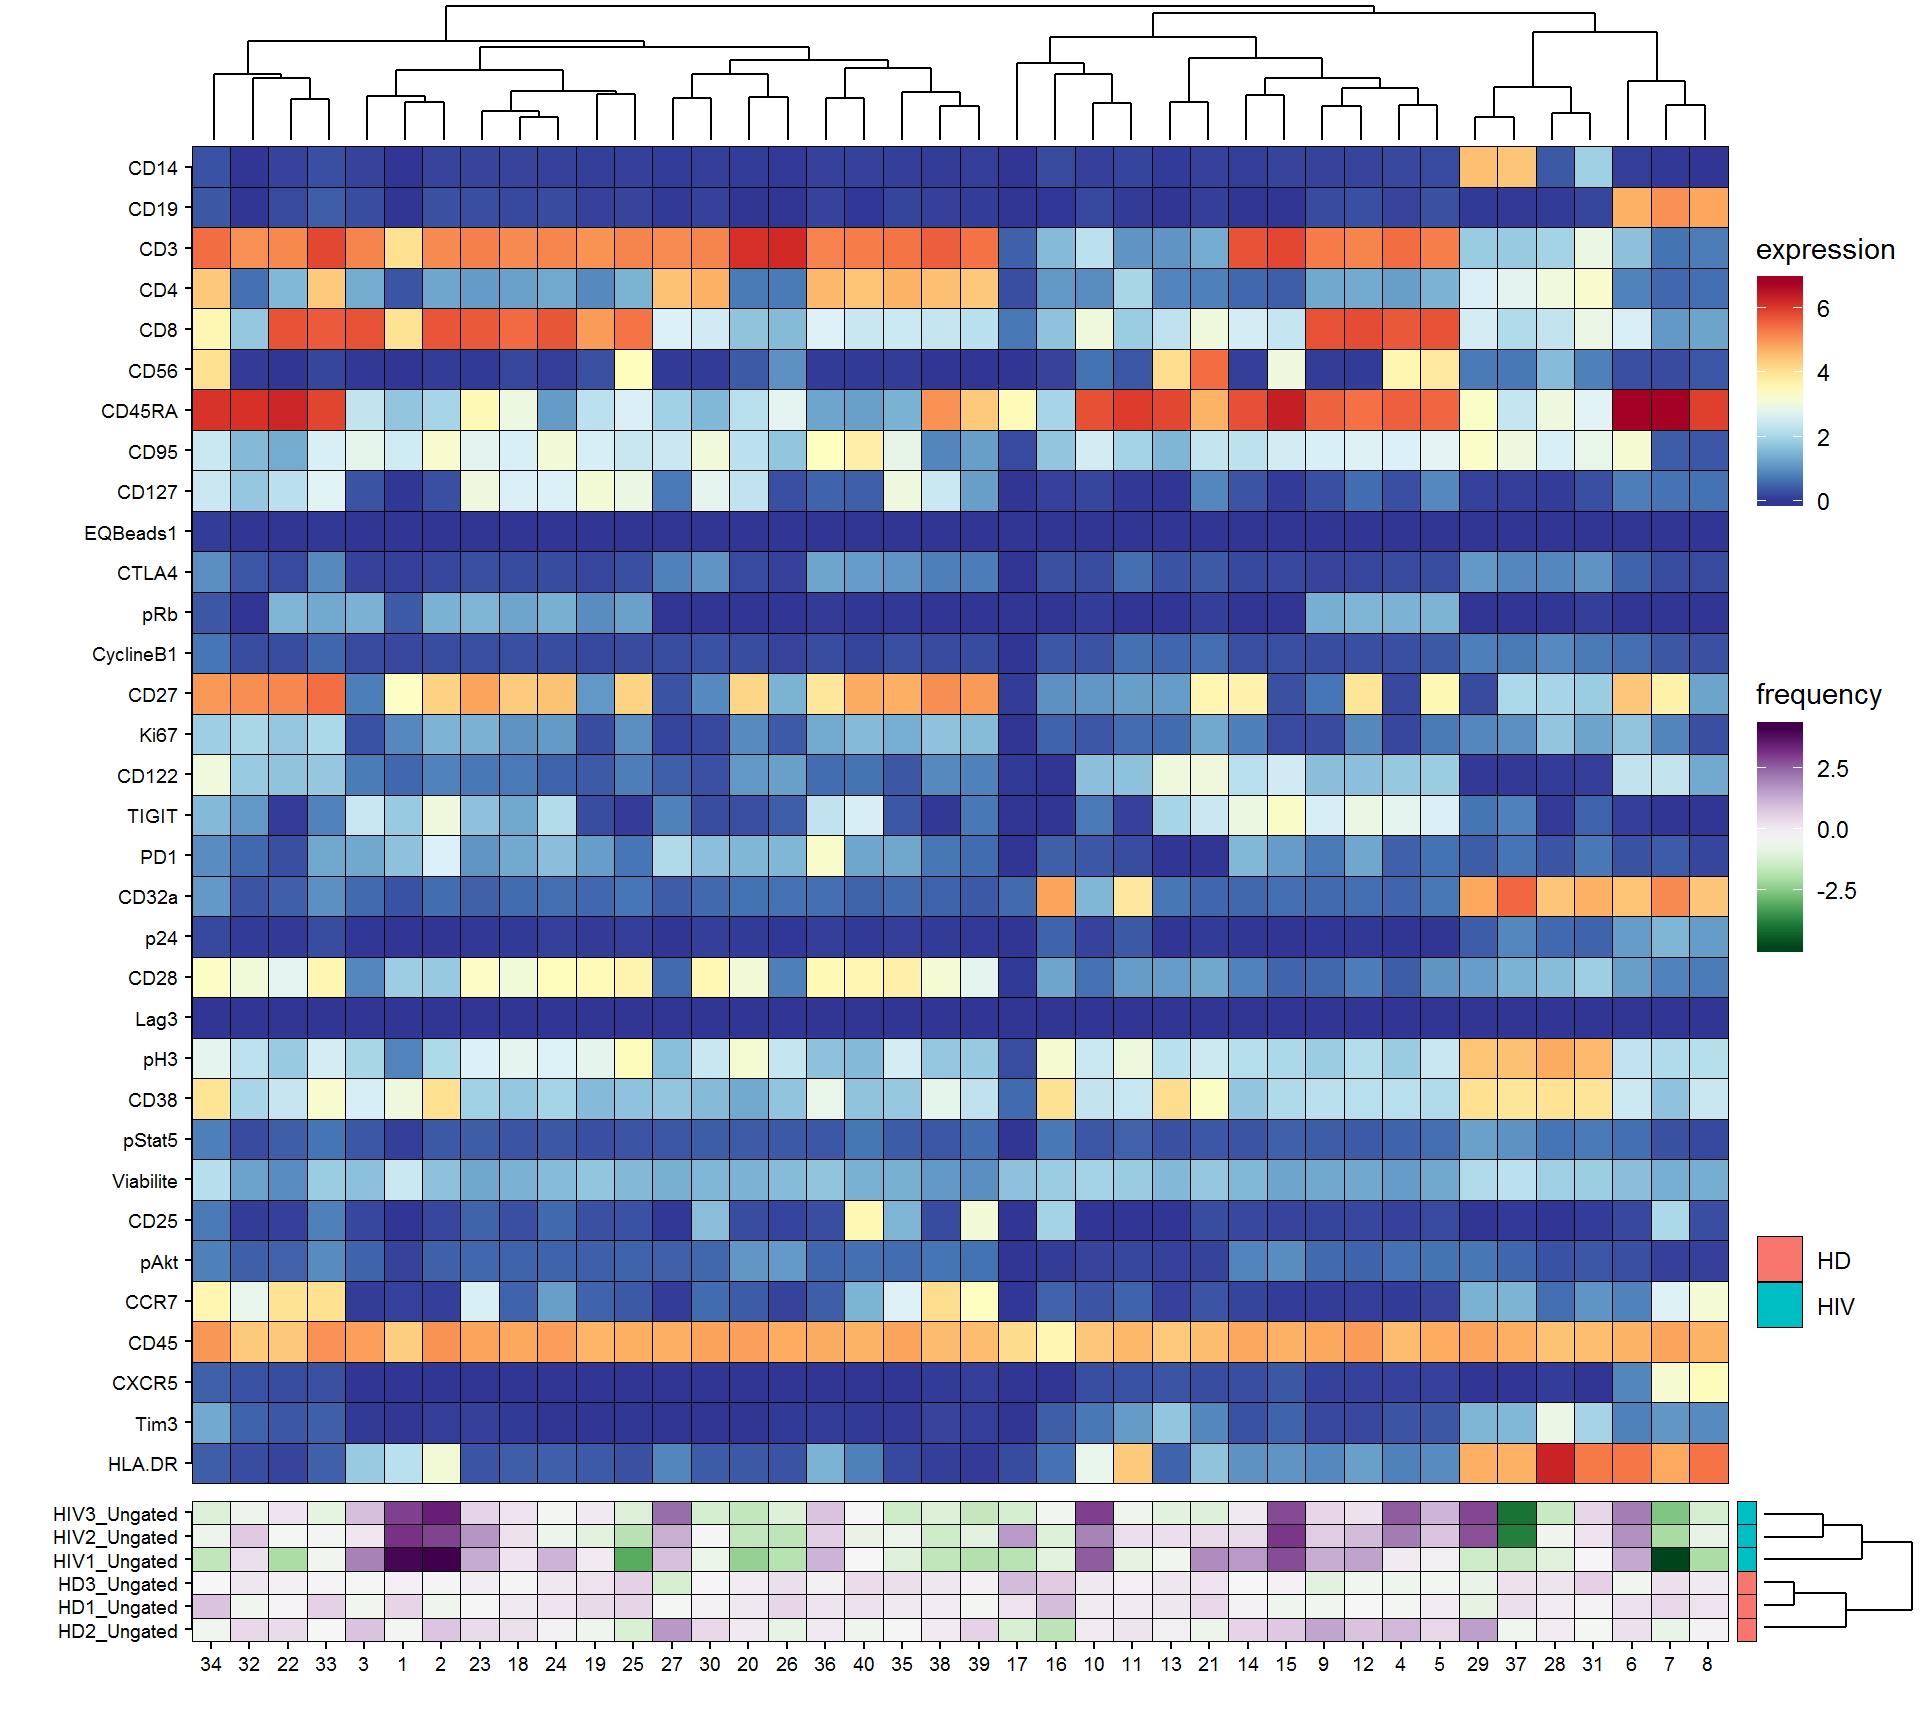 CD14
CD19
CD3
CD4
CD8
CD56
CD45RA
CD95
CD127
EQBeads1
CTLA4
pRb
CyclineB1
CD27
Ki67
CD122
TIGIT
PD1
CD32a
p24
CD28
Lag3
pH3
CD38
pStat5
Viabilite
CD25
pAkt
CCR7
CD45
CXCR5
Tim3
HLA.DR
HIV3_Ungated
HIV2_Ungated
HIV1_Ungated
HD3_Ungated
HD1_Ungated
HD2_Ungated
34 32 22 33 3 1 2 23 18 24 19 25 27 30 20 26 36 40 35 38 39 17 16 10 11 13 21 14 15 9 12 4 5 29 37 28 31 6 7 8
expression
6
4
2
0
frequency
2.5
0.0
-2.5
HD
HIV